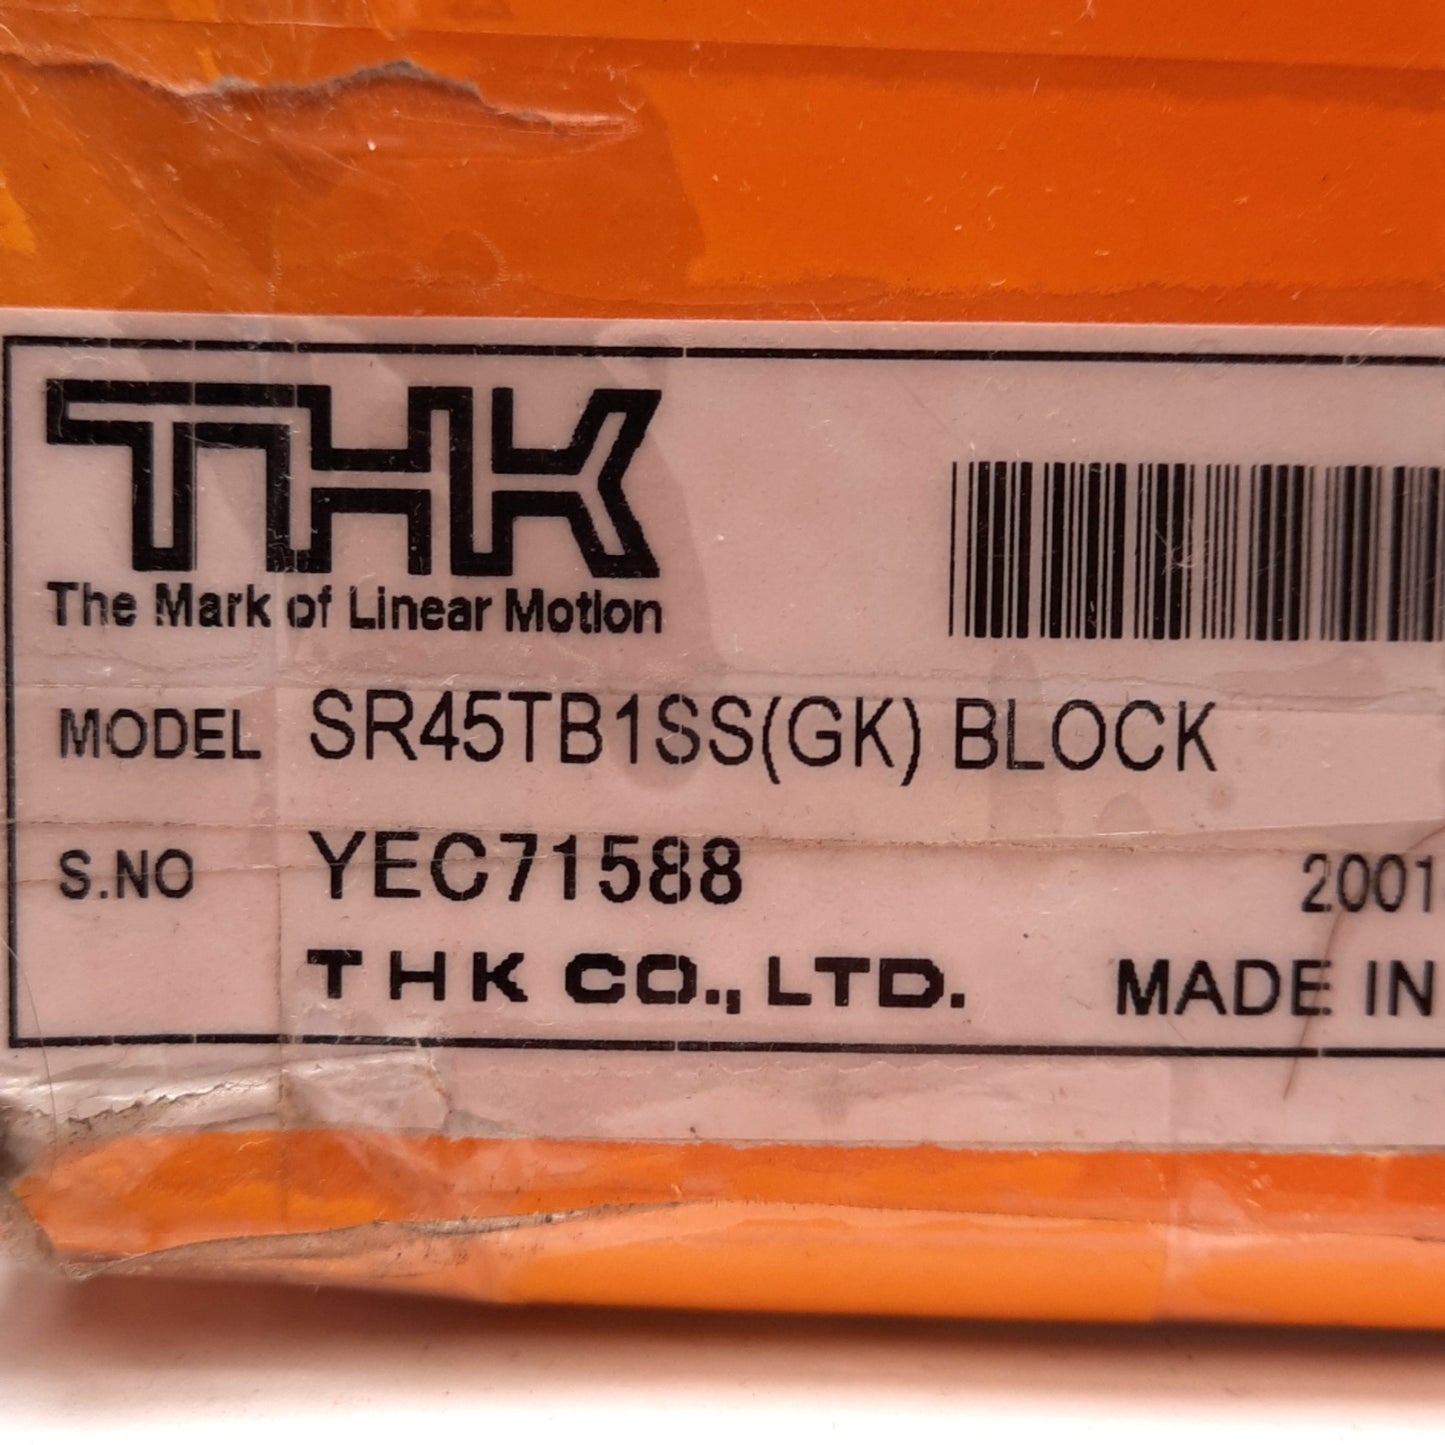 THK
The Mark of Linear Motion
MODEL SR45TB1SS(GK) BLOCK
S.NO YEC71588 2001
THK CO., LTD. MADE IN